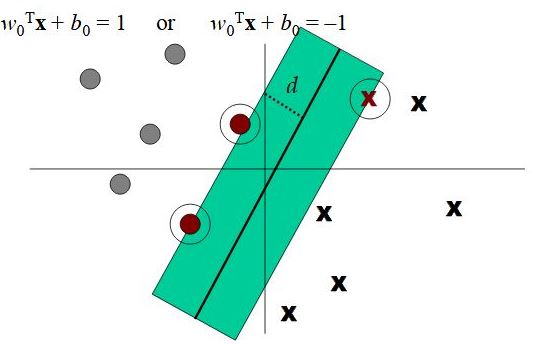 w₀ᵀx + b₀ = 1 or w₀ᵀx + b₀ = –1
d
x x
x x
x
x